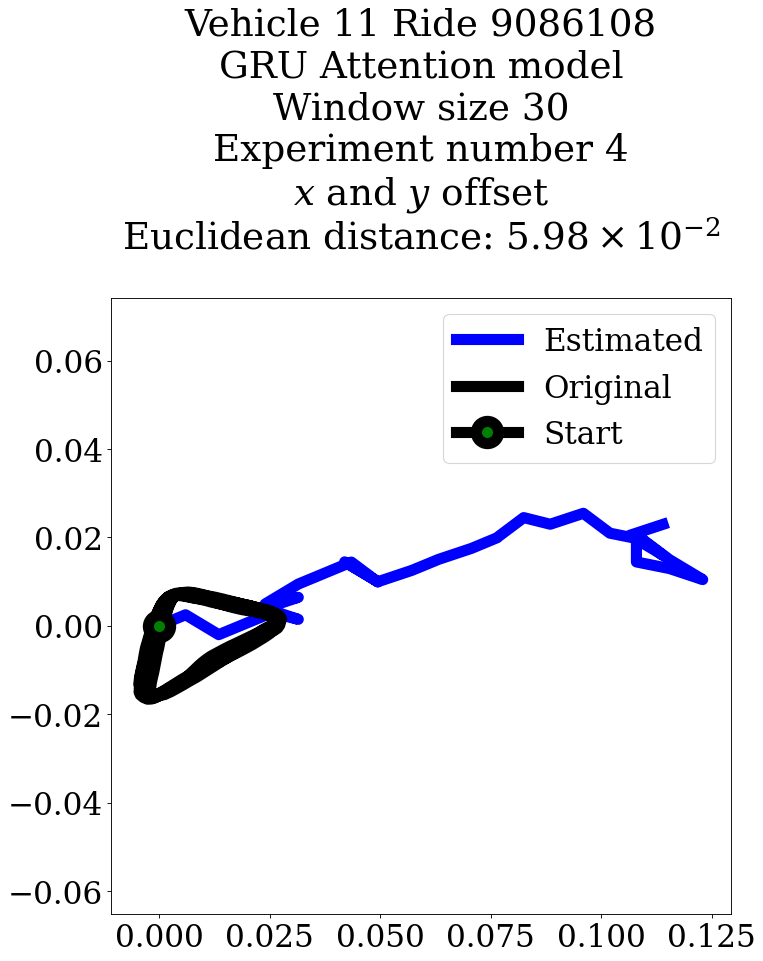 Vehicle 11 Ride 9086108
GRU Attention model
Window size 30
Experiment number 4
x and y offset
Euclidean distance: 5.98 × 10⁻²
Estimated
Original
Start
0.06
0.04
0.02
0.00
−0.02
−0.04
−0.06
0.000 0.025 0.050 0.075 0.100 0.125